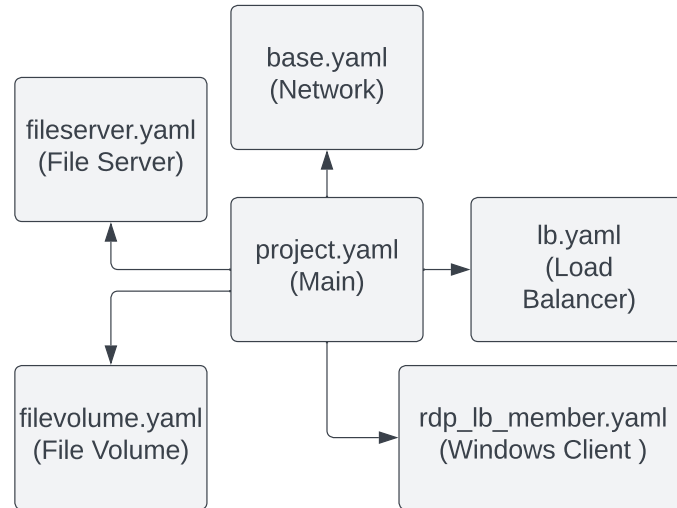 base.yaml
(Network)
fileserver.yaml
(File Server)
project.yaml
(Main)
lb.yaml
(Load
Balancer)
filevolume.yaml
(File Volume)
rdp_lb_member.yaml
(Windows Client )